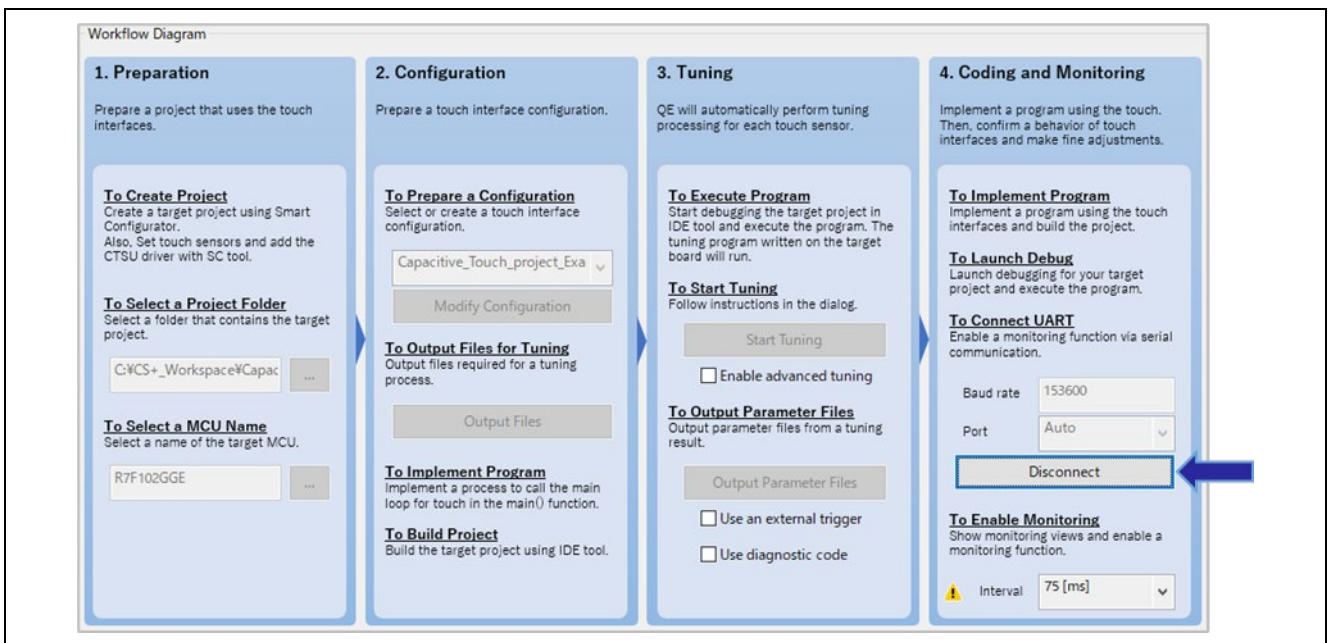 Workflow Diagram
1. Preparation
Prepare a project that uses the touch
interfaces.
To Create Project
Create a target project using Smart
Configurator.
Also, Set touch sensors and add the
CTSU driver with SC tool.
To Select a Project Folder
Select a folder that contains the target
project.
C:¥CS+_Workspace¥Capac
...
To Select a MCU Name
Select a name of the target MCU.
R7F102GGE
...
2. Configuration
Prepare a touch interface configuration.
To Prepare a Configuration
Select or create a touch interface
configuration.
Capacitive_Touch_project_Exa
Modify Configuration
To Output Files for Tuning
Output files required for a tuning
process.
Output Files
To Implement Program
Implement a process to call the main
loop for touch in the main() function.
To Build Project
Build the target project using IDE tool.
3. Tuning
QE will automatically perform tuning
processing for each touch sensor.
To Execute Program
Start debugging the target project in
IDE tool and execute the program. The
tuning program written on the target
board will run.
To Start Tuning
Follow instructions in the dialog.
Start Tuning
Enable advanced tuning
To Output Parameter Files
Output parameter files from a tuning
result.
Output Parameter Files
Use an external trigger
Use diagnostic code
4. Coding and Monitoring
Implement a program using the touch.
Then, confirm a behavior of touch
interfaces and make fine adjustments.
To Implement Program
Implement a program using the touch
interfaces and build the project.
To Launch Debug
Launch debugging for your target
project and execute the program.
To Connect UART
Enable a monitoring function via serial
communication.
Baud rate 153600
Port Auto
Disconnect
To Enable Monitoring
Show monitoring views and enable a
monitoring function.
Interval 75 [ms]